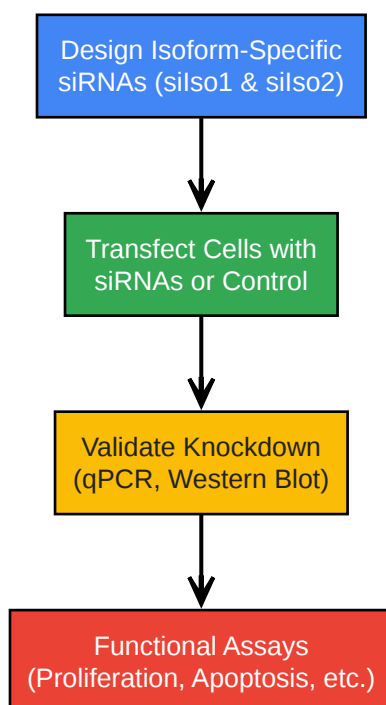 Design Isoform-Specific
siRNAs (siIso1 & siIso2)
Transfect Cells with
siRNAs or Control
Validate Knockdown
(qPCR, Western Blot)
Functional Assays
(Proliferation, Apoptosis, etc.)